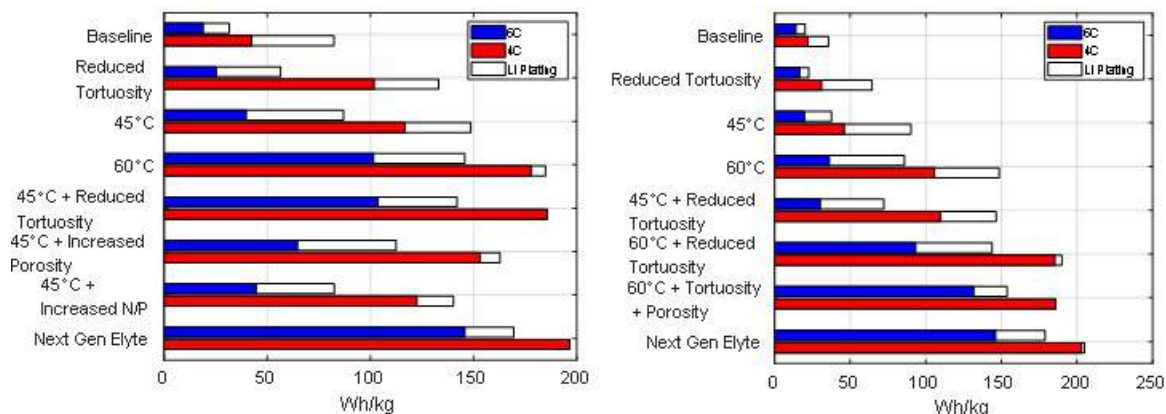 Baseline
Reduced
Tortuosity
45°C
60°C
45°C + Reduced
Tortuosity
45°C + Increased
Porosity
45°C +
Increased N/P
Next Gen Elyte
6C
4C
Li Plating
0 50 100 150 200
Wh/kg
Baseline
Reduced Tortuosity
45°C
60°C
45°C + Reduced
Tortuosity
60°C + Reduced
Tortuosity
60°C + Tortuosity
+ Porosity
Next Gen Elyte
6C
4C
Li Plating
0 50 100 150 200 250
Wh/kg